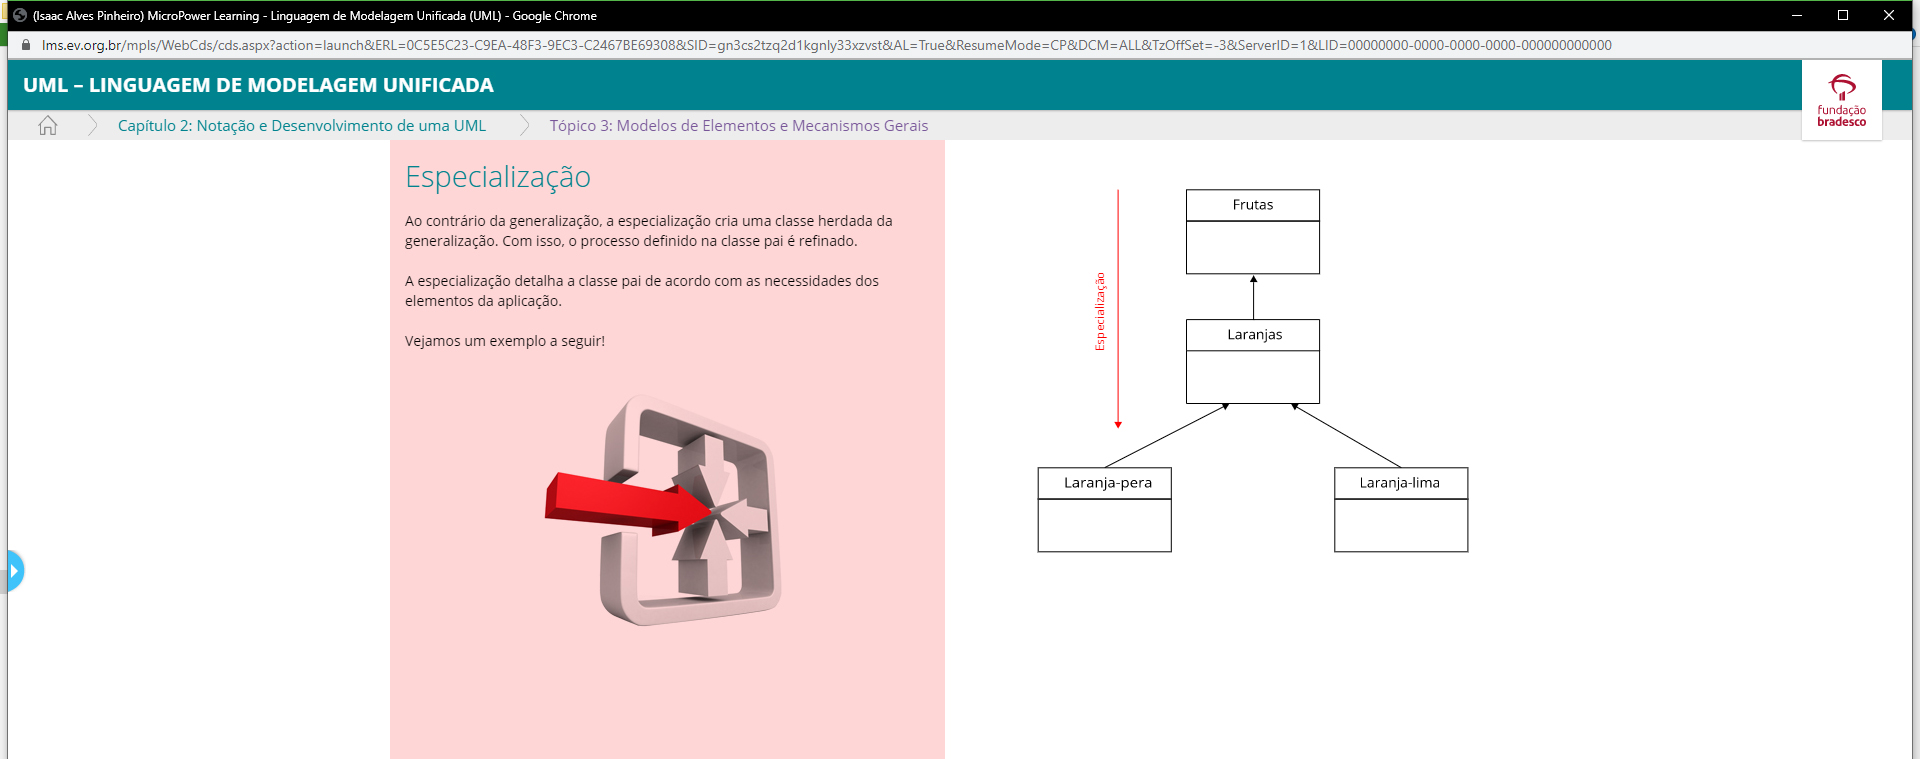 (Isaac Alves Pinheiro) MicroPower Learning - Linguagem de Modelagem Unificada (UML) - Google Chrome
lms.ev.org.br/mpls/WebCds/cds.aspx?action=launch&ERL=0C5E5C23-C9EA-48F3-9EC3-C2467BE69308&SID=gn3cs2tzq2d1kgnly33xzvst&AL=True&ResumeMode=CP&DCM=ALL&TzOffSet=-3&ServerID=1&LID=00000000-0000-0000-0000-000000000000
UML – LINGUAGEM DE MODELAGEM UNIFICADA
fundação
bradesco
Capítulo 2: Notação e Desenvolvimento de uma UML
Tópico 3: Modelos de Elementos e Mecanismos Gerais
Especialização
Ao contrário da generalização, a especialização cria uma classe herdada da
generalização. Com isso, o processo definido na classe pai é refinado.
A especialização detalha a classe pai de acordo com as necessidades dos
elementos da aplicação.
Vejamos um exemplo a seguir!
Especialização
Frutas
Laranjas
Laranja-pera
Laranja-lima